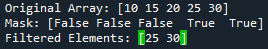 Original Array: [10 15 20 25 30]
Mask: [False False False  True  True]
Filtered Elements: [25 30]